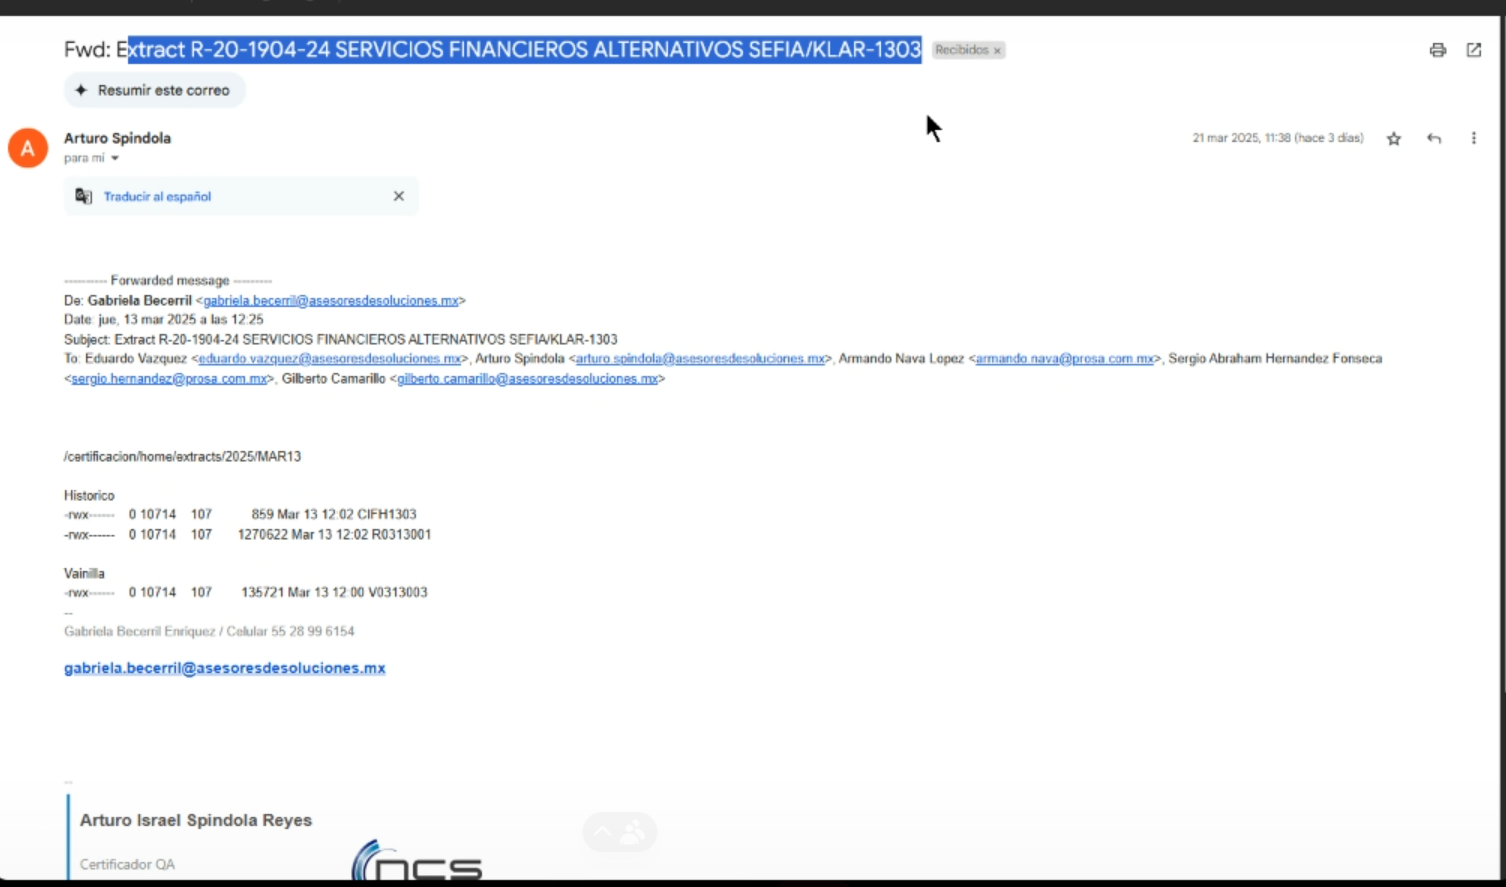 Fwd: Extract R-20-1904-24 SERVICIOS FINANCIEROS ALTERNATIVOS SEFIA/KLAR-1303 Recibidos x
Resumir este correo
A
Arturo Spindola
21 mar 2025, 11:38 (hace 3 días)
para mí
Traducir al español
---------- Forwarded message ---------
De: Gabriela Becerril <gabriela.becerril@asesoresdesoluciones.mx>
Date: jue, 13 mar 2025 a las 12:25
Subject: Extract R-20-1904-24 SERVICIOS FINANCIEROS ALTERNATIVOS SEFIA/KLAR-1303
To: Eduardo Vazquez <eduardo.vazquez@asesoresdesoluciones.mx>, Arturo Spindola <arturo.spindola@asesoresdesoluciones.mx>, Armando Nava Lopez <armando.nava@prosa.com.mx>, Sergio Abraham Hernandez Fonseca
<sergio.hernandez@prosa.com.mx>, Gilberto Camarillo <gilberto.camarillo@asesoresdesoluciones.mx>
/certificacion/home/extracts/2025/MAR13
Historico
-rwx------ 0 10714 107 859 Mar 13 12:02 CIFH1303
-rwx------ 0 10714 107 1270622 Mar 13 12:02 R0313001
Vainilla
-rwx------ 0 10714 107 135721 Mar 13 12:00 V0313003
--
Gabriela Becerril Enriquez / Celular 55 28 99 6154
gabriela.becerril@asesoresdesoluciones.mx
--
Arturo Israel Spindola Reyes
Certificador QA
ncs